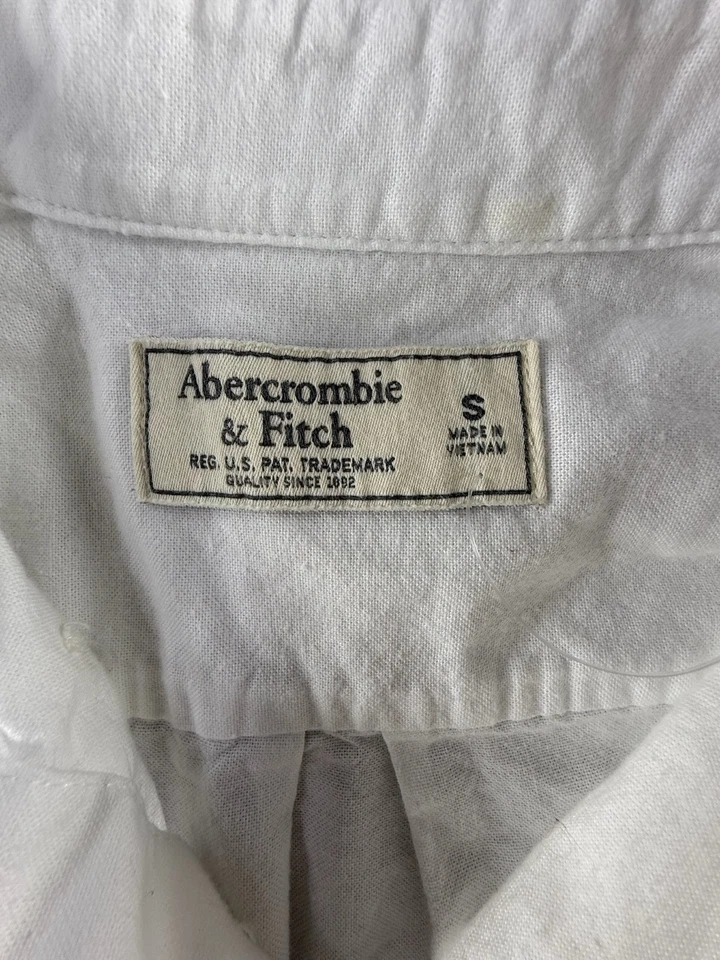 Abercrombie
& Fitch
REG. U.S. PAT. TRADEMARK
QUALITY SINCE 1892
S
MADE IN
VIETNAM